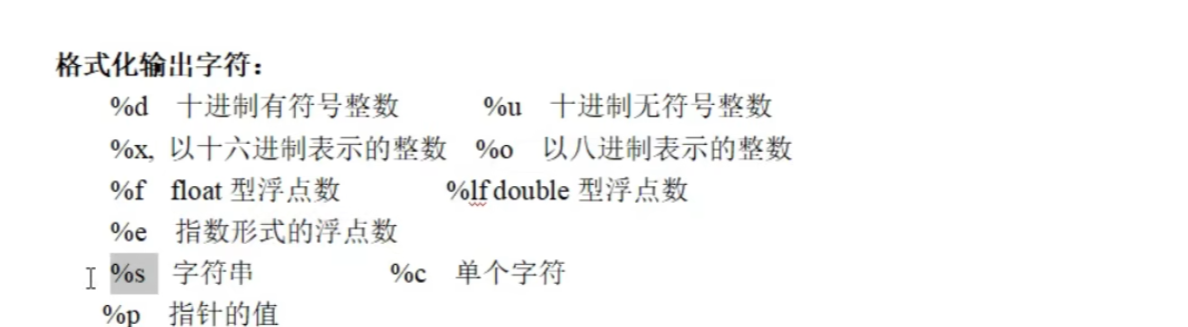 格式化输出字符：
%d 十进制有符号整数 %u 十进制无符号整数
%x, 以十六进制表示的整数 %o 以八进制表示的整数
%f float 型浮点数 %lf double 型浮点数
%e 指数形式的浮点数
%s 字符串 %c 单个字符
%p 指针的值